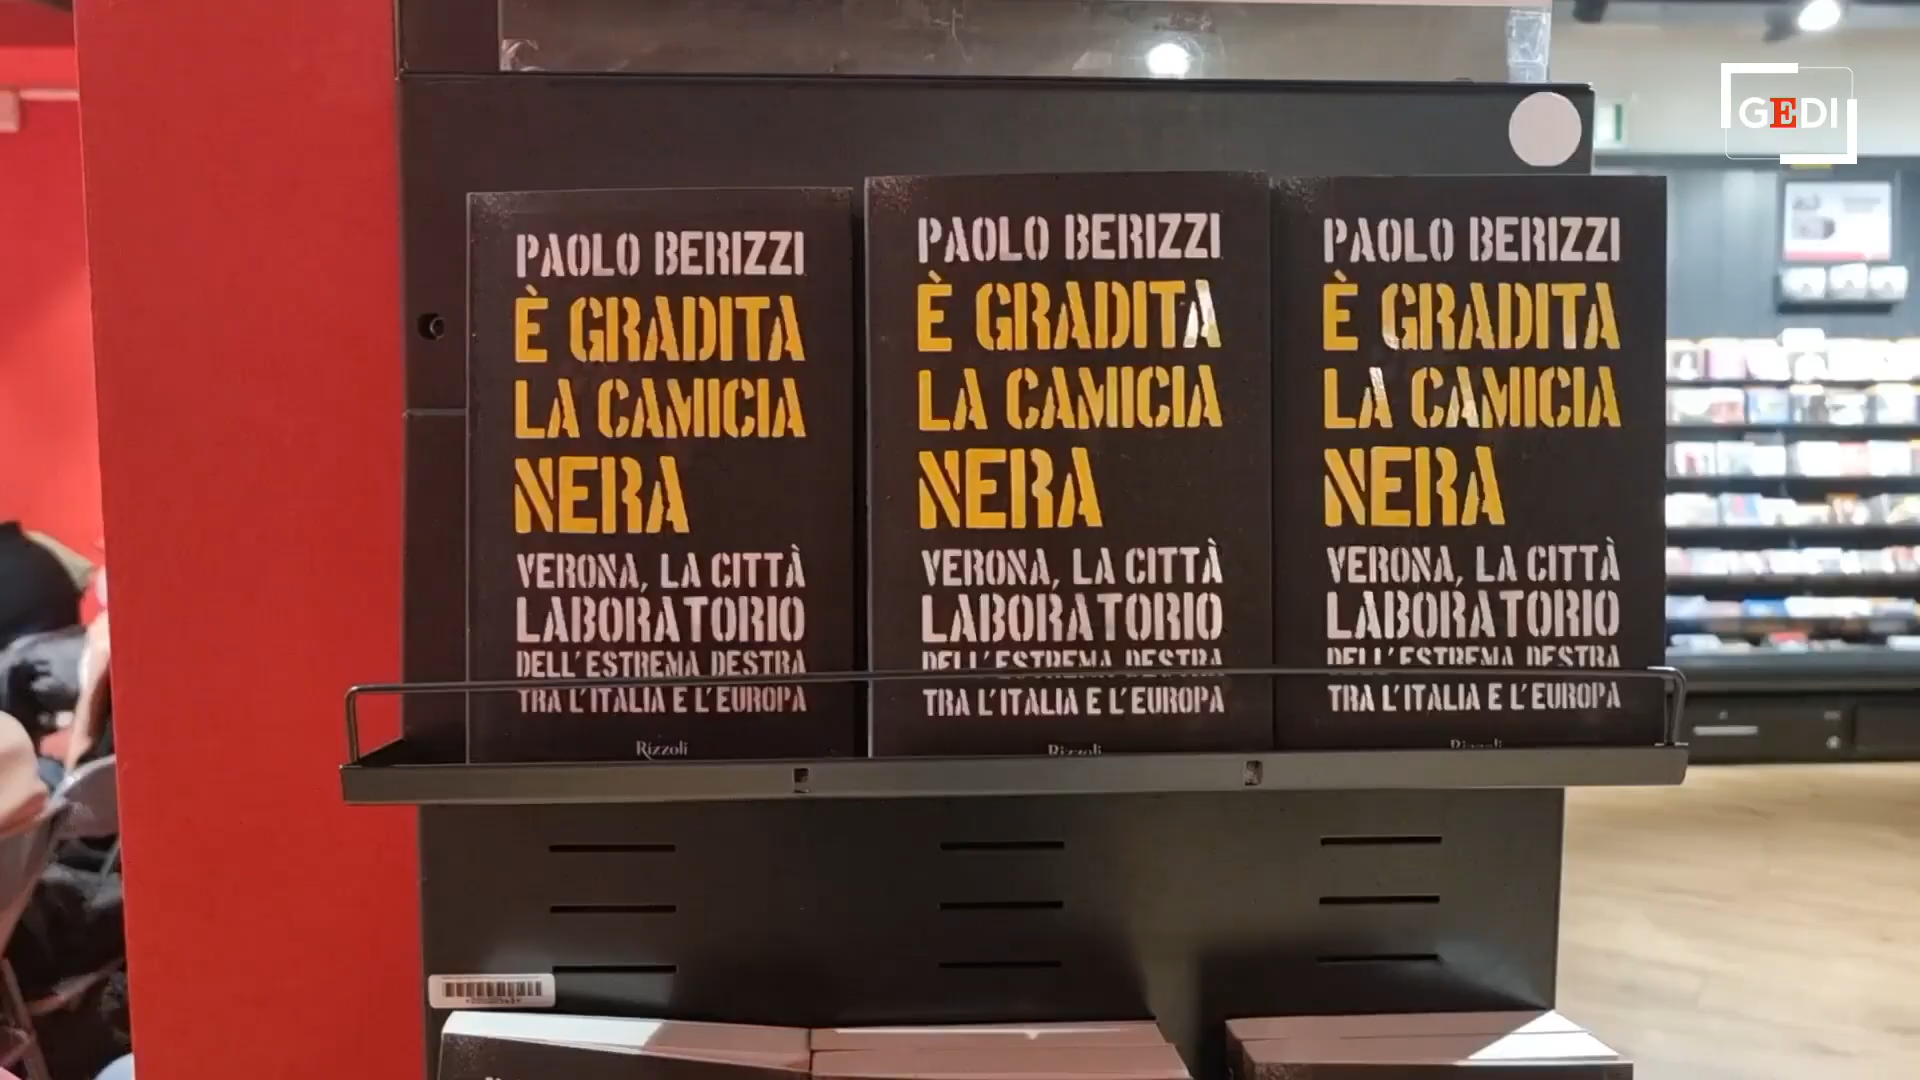 GEDI
PAOLO BERIZZI
È GRADITA
LA CAMICIA
NERA
VERONA, LA CITTÀ
LABORATORIO
DELL'ESTREMA DESTRA
TRA L'ITALIA E L'EUROPA
Rizzoli
PAOLO BERIZZI
È GRADITA
LA CAMICIA
NERA
VERONA, LA CITTÀ
LABORATORIO
DELL'ESTREMA DESTRA
TRA L'ITALIA E L'EUROPA
Rizzoli
PAOLO BERIZZI
È GRADITA
LA CAMICIA
NERA
VERONA, LA CITTÀ
LABORATORIO
DELL'ESTREMA DESTRA
TRA L'ITALIA E L'EUROPA
Rizzoli